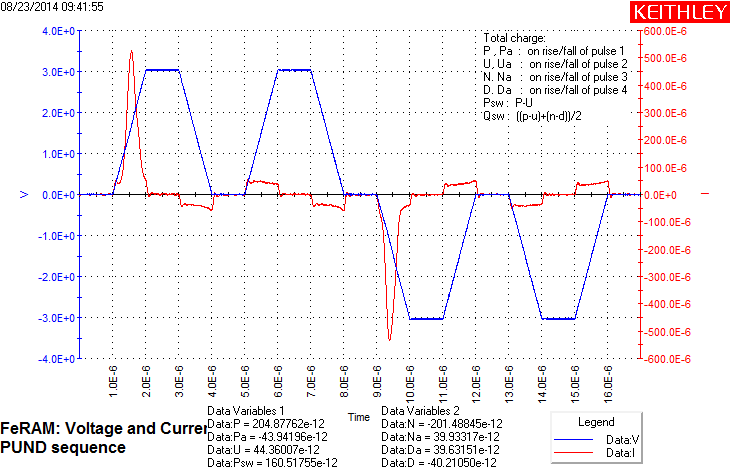 08/23/2014 09:41:55
KEITHLEY
4.0E+0
3.0E+0
2.0E+0
1.0E+0
0.0E+0
-1.0E+0
-2.0E+0
-3.0E+0
-4.0E+0
V
600.0E-6
500.0E-6
400.0E-6
300.0E-6
200.0E-6
100.0E-6
0.0E+0
-100.0E-6
-200.0E-6
-300.0E-6
-400.0E-6
-500.0E-6
-600.0E-6
I
Total charge:
P , Pa : on rise/fall of pulse 1
U, Ua : on rise/fall of pulse 2
N. Na : on rise/fall of pulse 3
D. Da : on rise/fall of pulse 4
Psw : P-U
Qsw : ((p-u)+(n-d))/2
1.0E-6
2.0E-6
3.0E-6
4.0E-6
5.0E-6
6.0E-6
7.0E-6
8.0E-6
9.0E-6
10.0E-6
11.0E-6
12.0E-6
13.0E-6
14.0E-6
15.0E-6
16.0E-6
Time
FeRAM: Voltage and Currer
PUND sequence
Data Variables 1
Data:P = 204.87762e-12
Data:Pa = -43.94196e-12
Data:U = 44.36007e-12
Data:Psw = 160.51755e-12
Data Variables 2
Data:N = -201.48845e-12
Data:Na = 39.93317e-12
Data:Da = 39.63151e-12
Data:D = -40.21050e-12
Legend
Data:V
Data:I